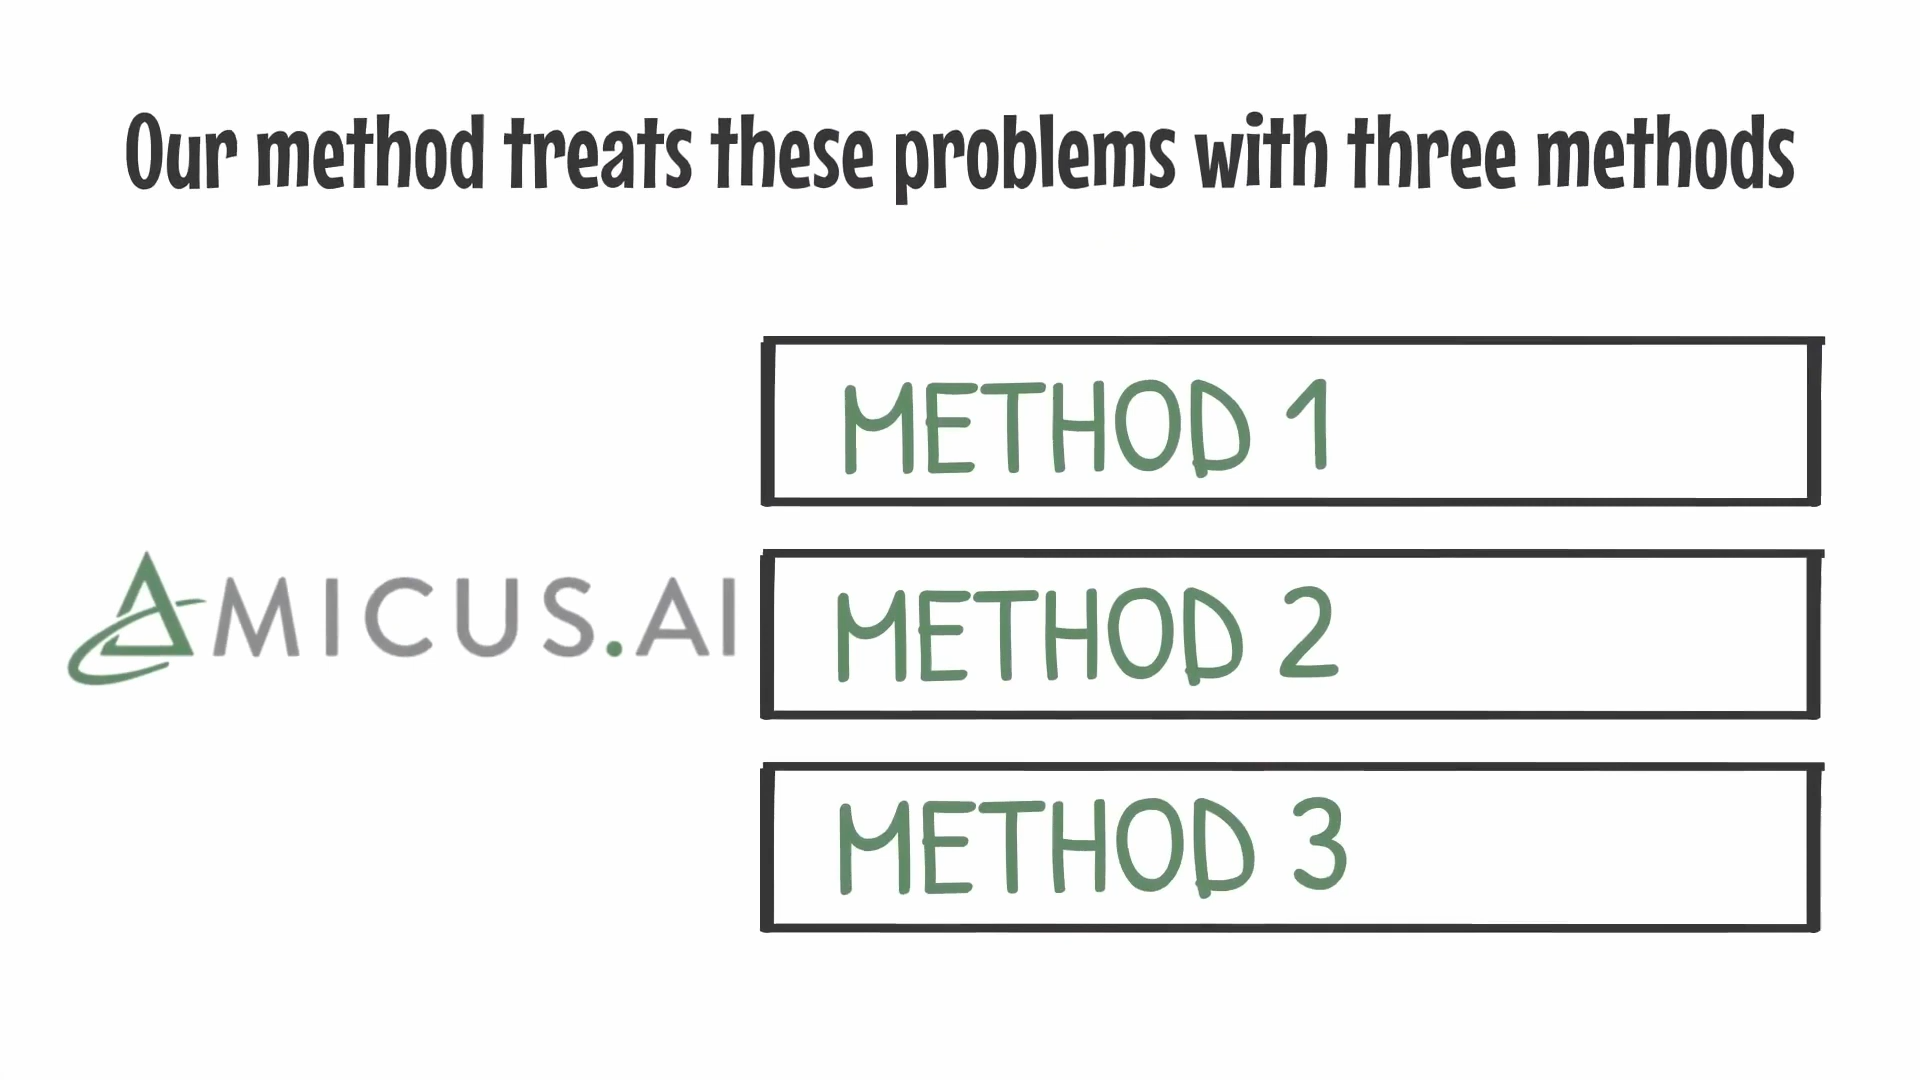 Our method treats these problems with three methods
METHOD 1
AMICUS.AI
METHOD 2
METHOD 3